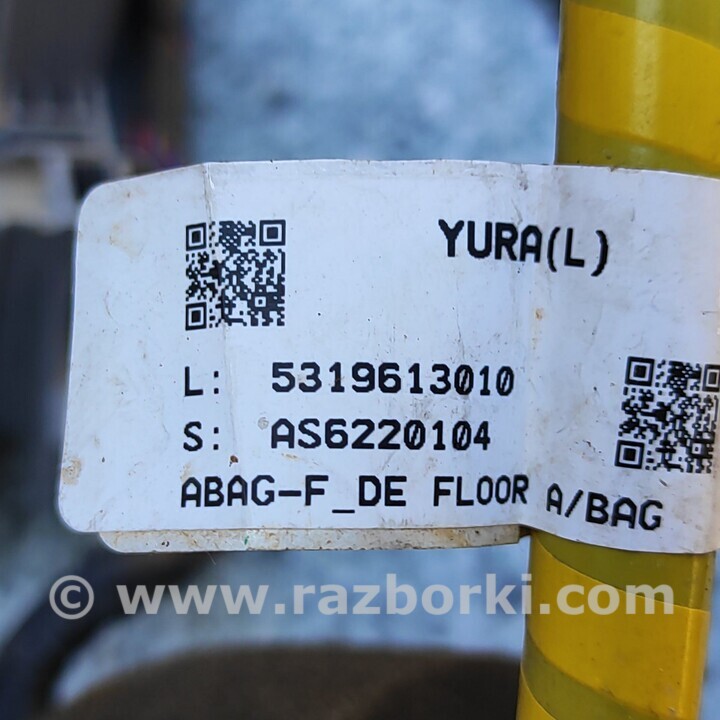 YURA(L)
L: 5319613010
S: AS6220104
ABAG-F_DE FLOOR A/BAG
© www.razborki.com